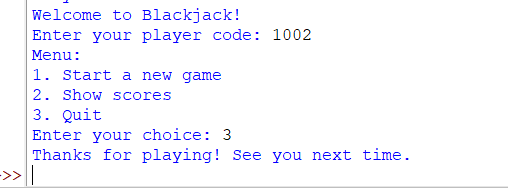 Welcome to Blackjack!
Enter your player code: 1002
Menu:
1. Start a new game
2. Show scores
3. Quit
Enter your choice: 3
Thanks for playing! See you next time.
>>